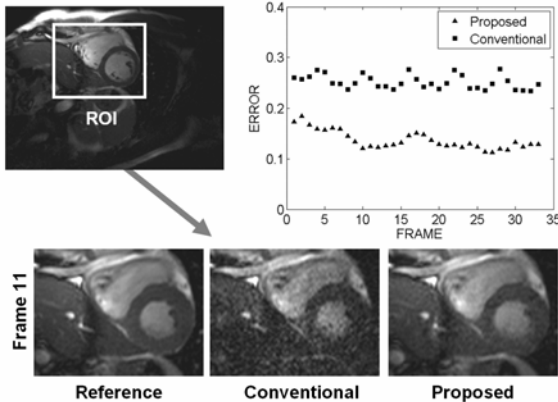 ROI
Proposed
Conventional
ERROR
0.4
0.3
0.2
0.1
0
0 5 10 15 20 25 30 35
FRAME
Frame 11
Reference
Conventional
Proposed